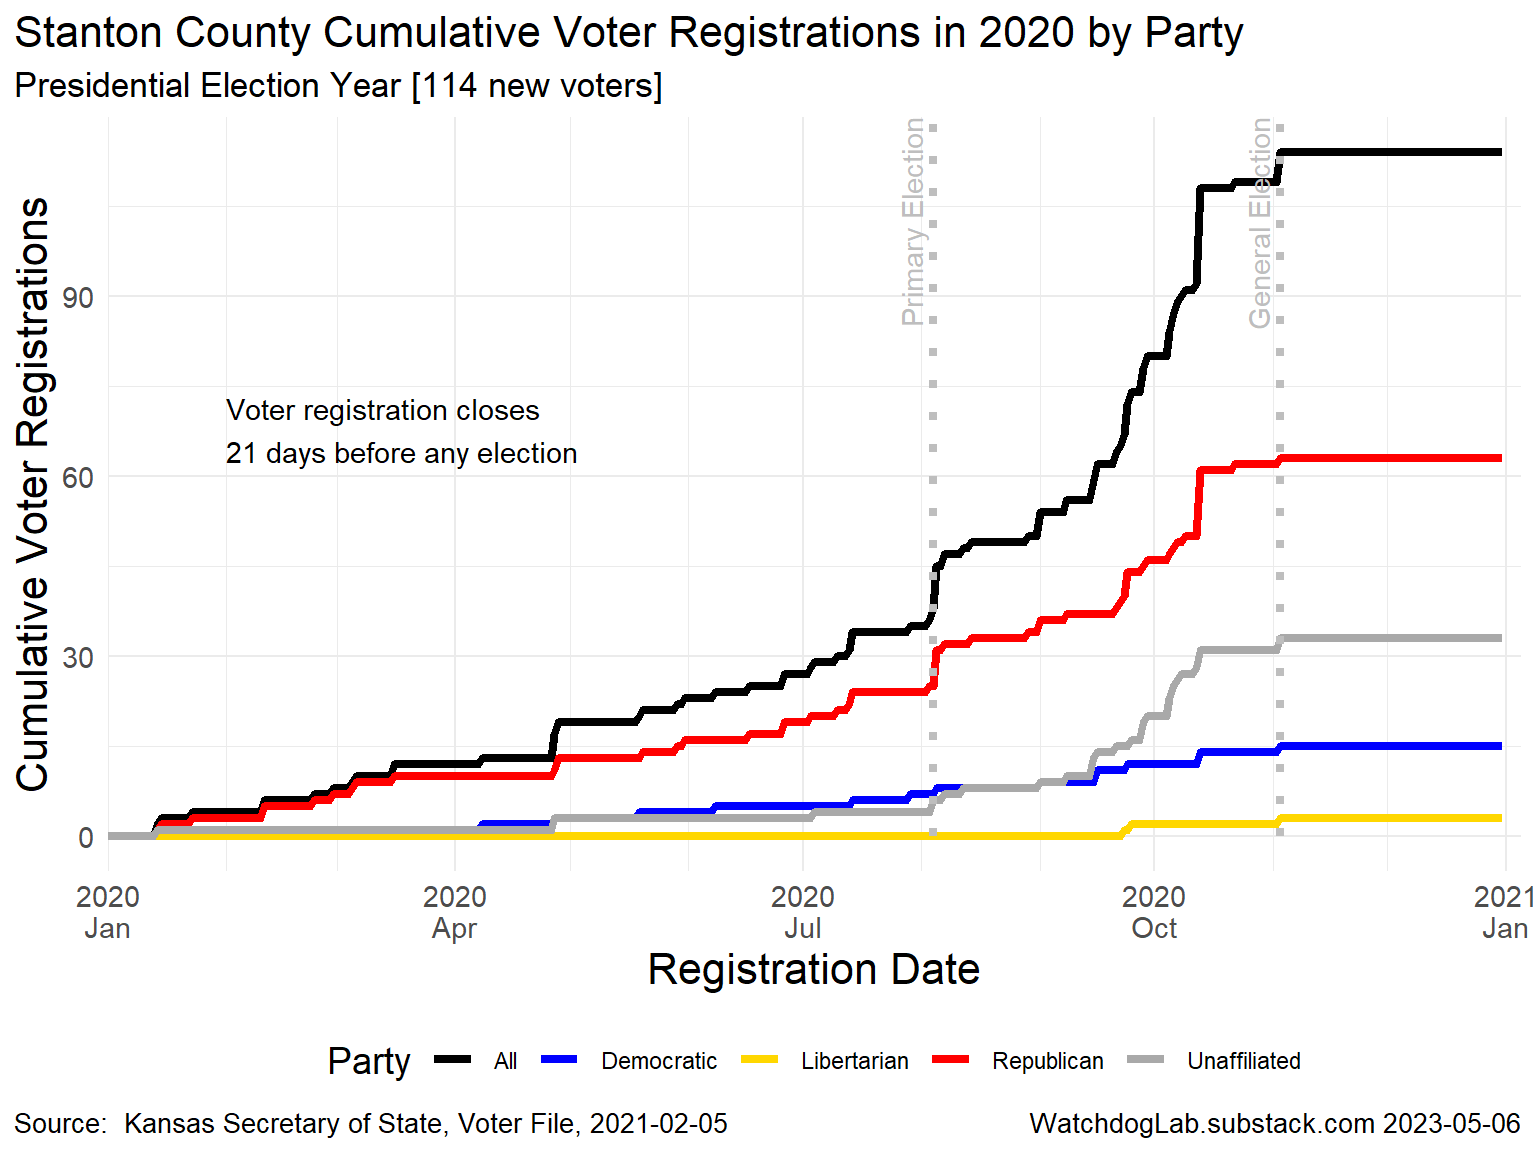 Stanton County Cumulative Voter Registrations in 2020 by Party
Presidential Election Year [114 new voters]
Cumulative Voter Registrations
90
60
30
0
Primary Election
General Election
Voter registration closes
21 days before any election
2020
Jan
2020
Apr
2020
Jul
2020
Oct
2021
Jan
Registration Date
Party All Democratic Libertarian Republican Unaffiliated
Source:  Kansas Secretary of State, Voter File, 2021-02-05
WatchdogLab.substack.com 2023-05-06